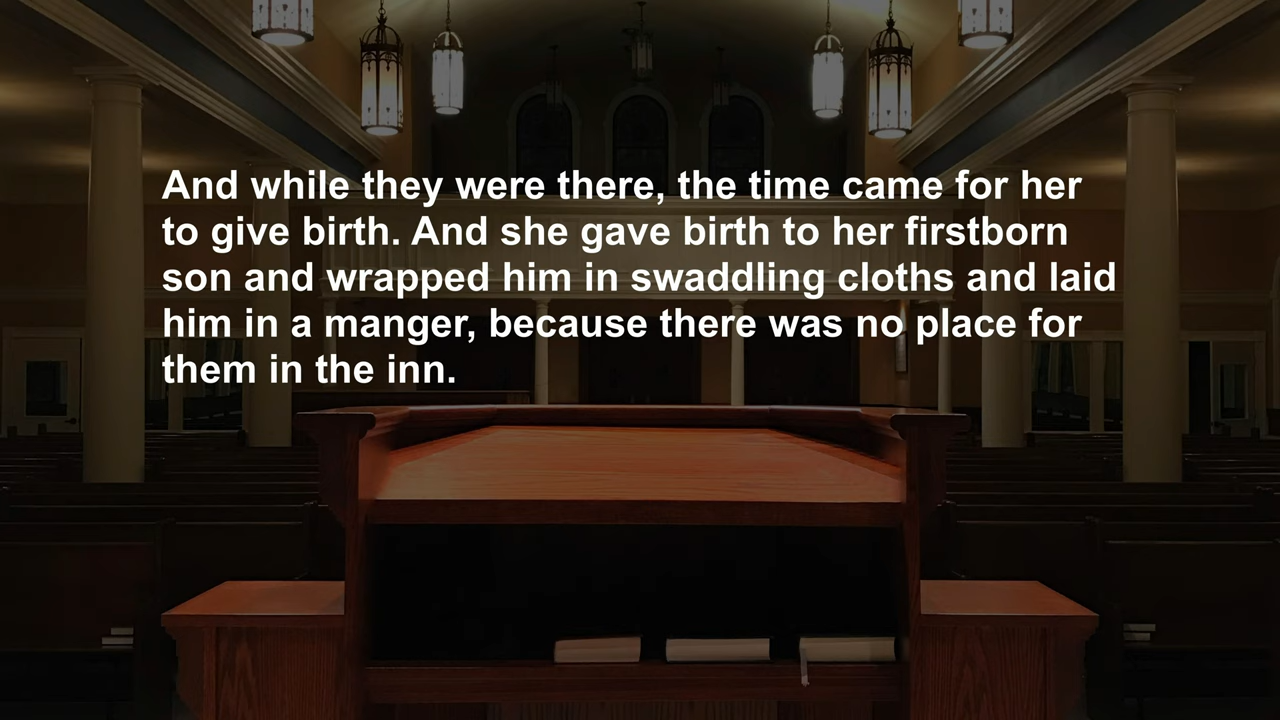 And while they were there, the time came for her
to give birth. And she gave birth to her firstborn
son and wrapped him in swaddling cloths and laid
him in a manger, because there was no place for
them in the inn.